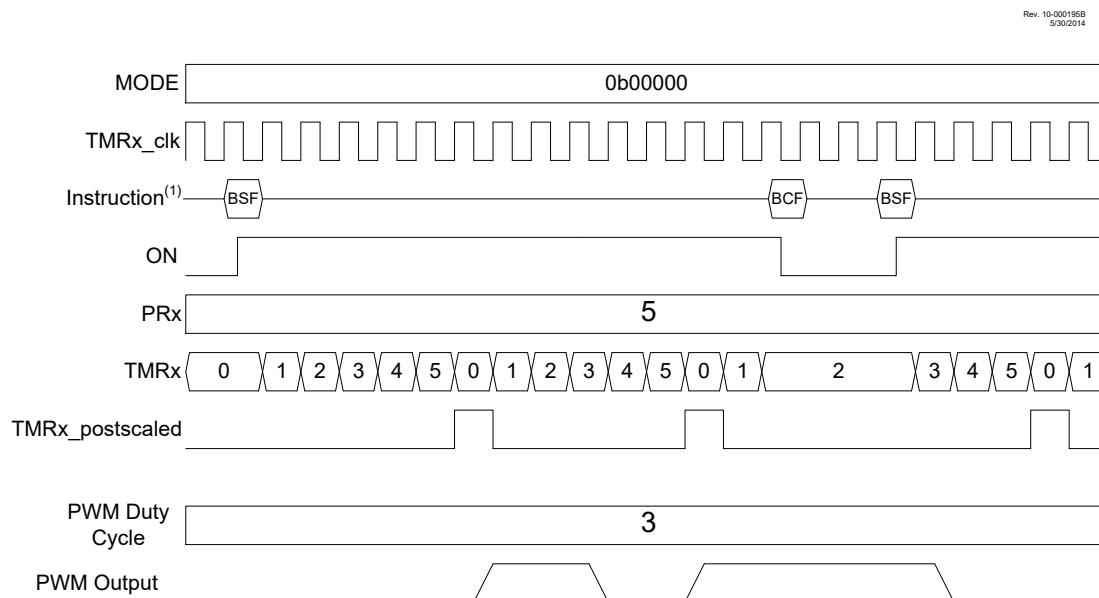 Rev. 10-000195B
5/30/2014
MODE 0b00000
TMRx_clk
Instruction(1) BSF BCF BSF
ON
PRx 5
TMRx 0 1 2 3 4 5 0 1 2 3 4 5 0 1 2 3 4 5 0 1
TMRx_postscaled
PWM Duty
Cycle 3
PWM Output